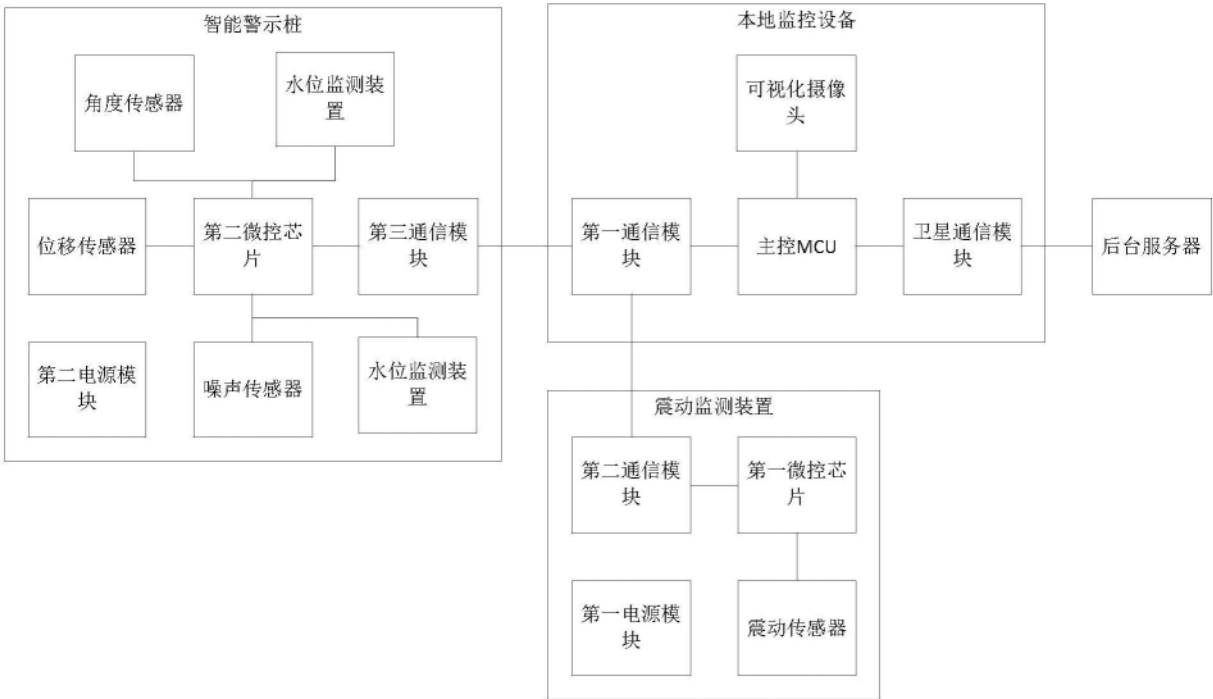 智能警示桩
角度传感器
水位监测装
置
位移传感器
第二微控芯
片
第三通信模
块
第二电源模
块
噪声传感器
水位监测装
置
本地监控设备
可视化摄像
头
第一通信模
块
主控MCU
卫星通信模
块
后台服务器
震动监测装置
第二通信模
块
第一微控芯
片
第一电源模
块
震动传感器